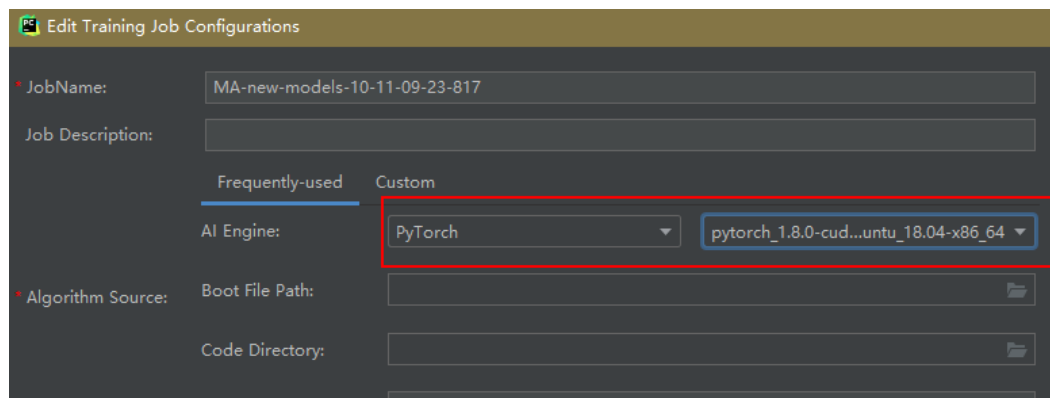 PC
Edit Training Job Configurations
* JobName: MA-new-models-10-11-09-23-817
Job Description:
Frequently-used Custom
AI Engine: PyTorch pytorch_1.8.0-cud...untu_18.04-x86_64
* Algorithm Source: Boot File Path:
Code Directory: